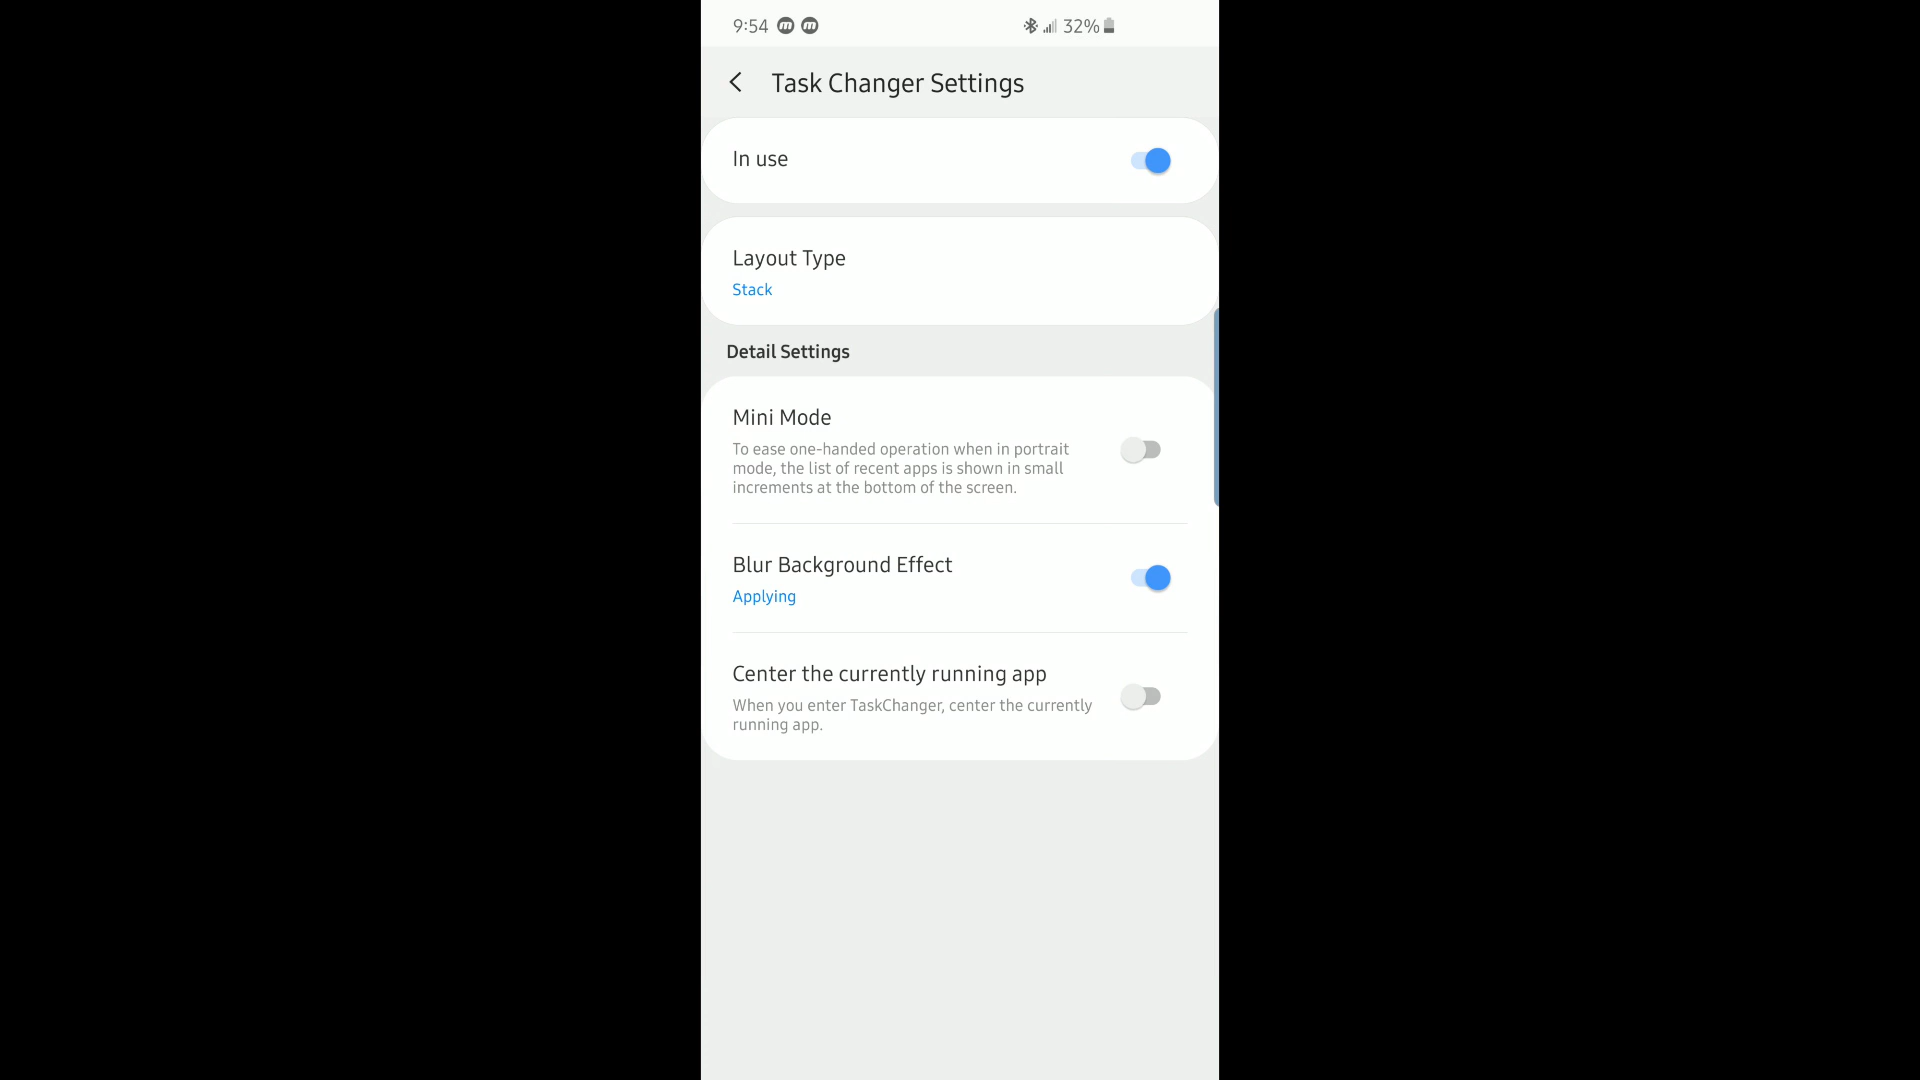 9:54 m m 32%
Task Changer Settings
In use
Layout Type
Stack
Detail Settings
Mini Mode
To ease one-handed operation when in portrait
mode, the list of recent apps is shown in small
increments at the bottom of the screen.
Blur Background Effect
Applying
Center the currently running app
When you enter TaskChanger, center the currently
running app.